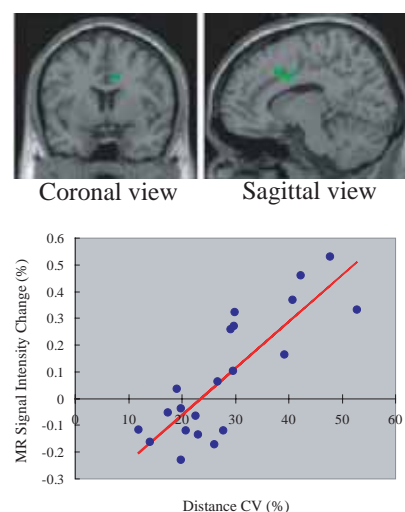 Coronal view Sagittal view
0.6
0.5
0.4
0.3
0.2
0.1
0
-0.1
-0.2
-0.3
0 10 20 30 40 50 60
MR Signal Intensity Change (%)
Distance CV (%)